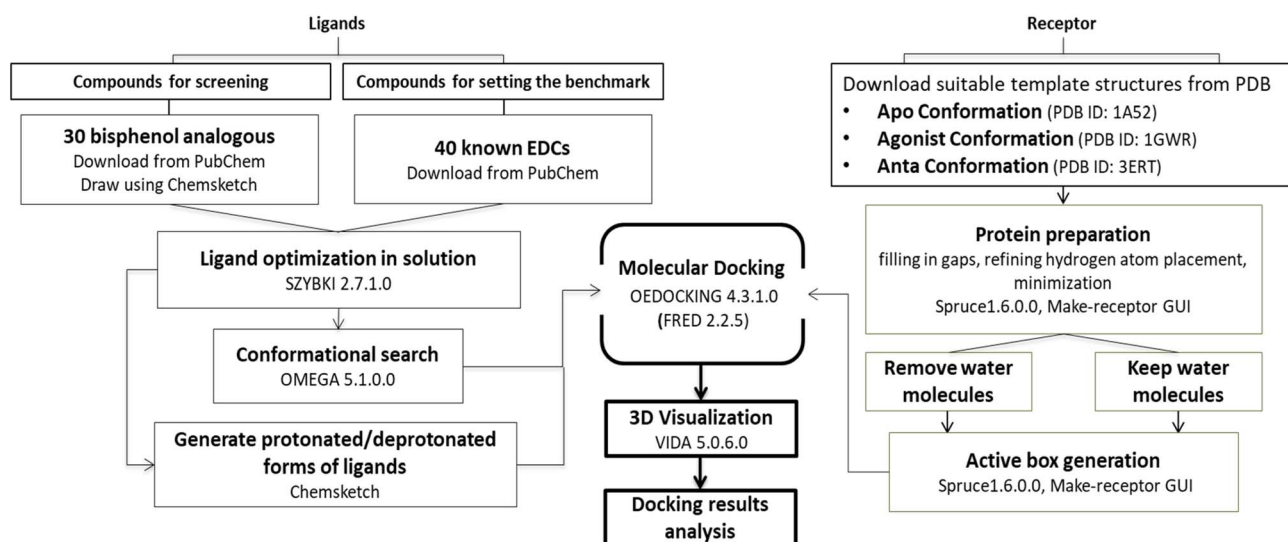 Ligands
Compounds for screening
Compounds for setting the benchmark
30 bisphenol analogous
Download from PubChem
Draw using Chemsketch
40 known EDCs
Download from PubChem
Ligand optimization in solution
SZYBKI 2.7.1.0
Conformational search
OMEGA 5.1.0.0
Generate protonated/deprotonated
forms of ligands
Chemsketch
Molecular Docking
OEDOCKING 4.3.1.0
(FRED 2.2.5)
3D Visualization
VIDA 5.0.6.0
Docking results
analysis
Receptor
Download suitable template structures from PDB
• Apo Conformation (PDB ID: 1A52)
• Agonist Conformation (PDB ID: 1GWR)
• Anta Conformation (PDB ID: 3ERT)
Protein preparation
filling in gaps, refining hydrogen atom placement,
minimization
Spruce1.6.0.0, Make-receptor GUI
Remove water
molecules
Keep water
molecules
Active box generation
Spruce1.6.0.0, Make-receptor GUI